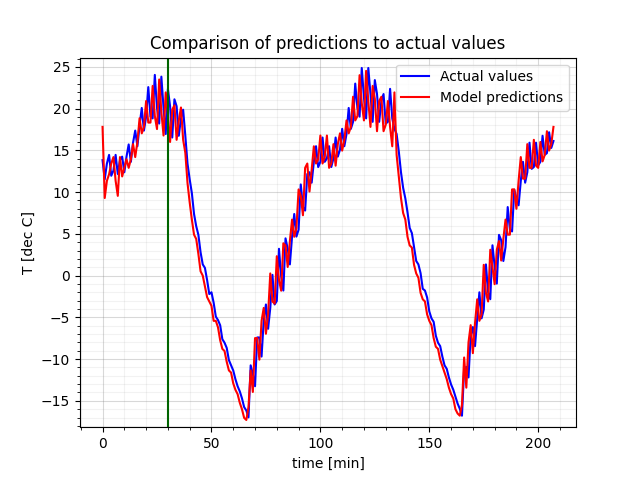 Comparison of predictions to actual values
Actual values
Model predictions
25
20
15
10
5
0
−5
−10
−15
T [dec C]
0 50 100 150 200
time [min]